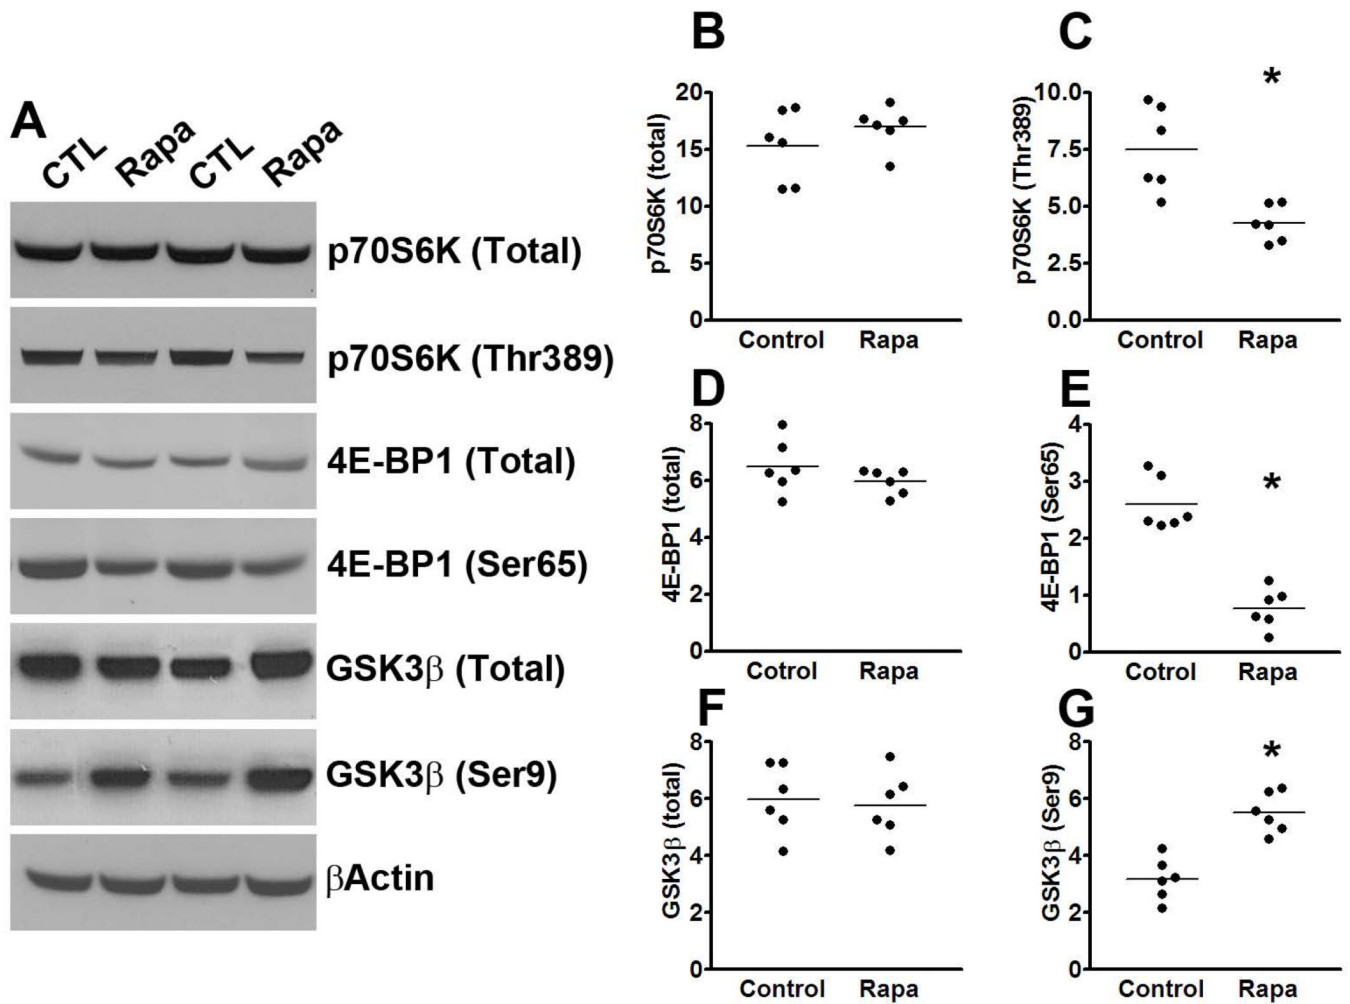 A
CTL Rapa CTL Rapa
p70S6K (Total)
p70S6K (Thr389)
4E-BP1 (Total)
4E-BP1 (Ser65)
GSK3β (Total)
GSK3β (Ser9)
βActin
B
p70S6K (total)
20
15
10
5
0
Control Rapa
C
p70S6K (Thr389)
10.0
7.5
5.0
2.5
0.0
*
Control Rapa
D
4E-BP1 (total)
8
6
4
2
0
Cotrol Rapa
E
4E-BP1 (Ser65)
4
3
2
1
0
*
Cotrol Rapa
F
GSK3β (total)
8
6
4
2
0
Control Rapa
G
GSK3β (Ser9)
8
6
4
2
0
*
Control Rapa